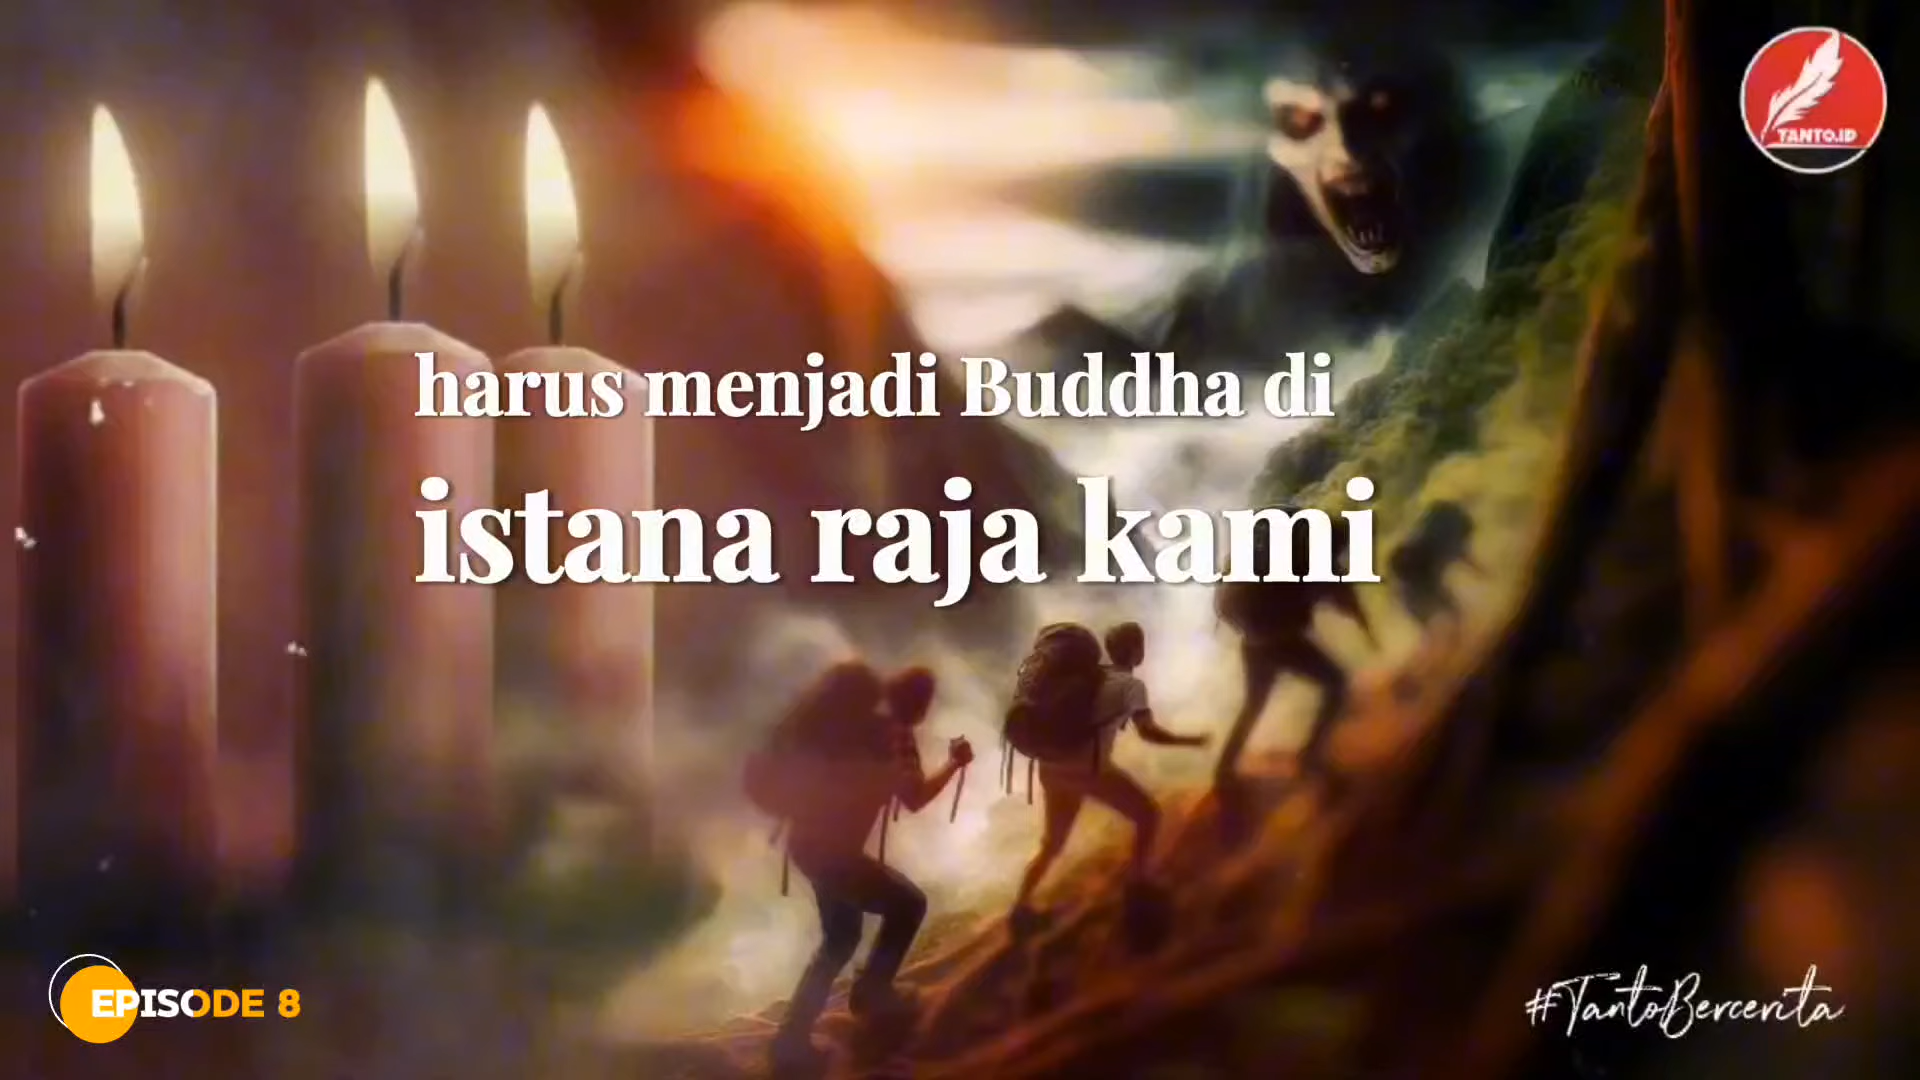 TANTO.ID
harus menjadi Buddha di
istana raja kami
EPISODE 8
#TantoBercerita